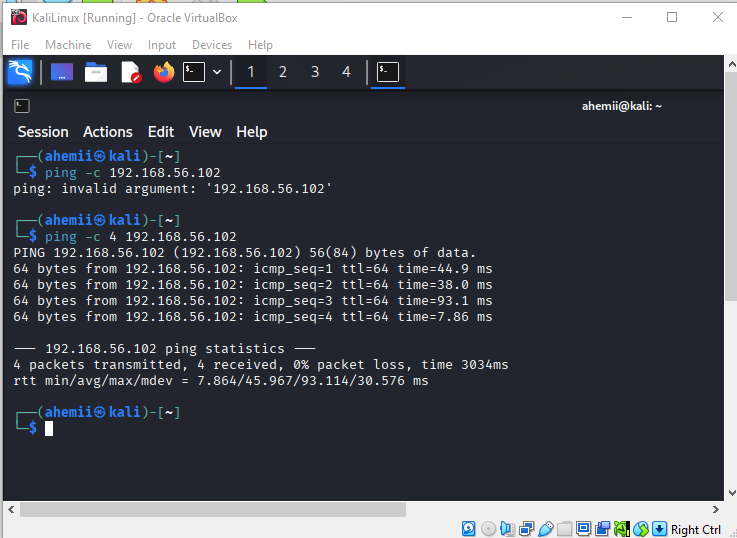 KaliLinux [Running] - Oracle VirtualBox
File Machine View Input Devices Help
1 2 3 4
ahemii@kali: ~
Session Actions Edit View Help
┌──(ahemii㉿kali)-[~]
└─$ ping -c 192.168.56.102
ping: invalid argument: '192.168.56.102'
┌──(ahemii㉿kali)-[~]
└─$ ping -c 4 192.168.56.102
PING 192.168.56.102 (192.168.56.102) 56(84) bytes of data.
64 bytes from 192.168.56.102: icmp_seq=1 ttl=64 time=44.9 ms
64 bytes from 192.168.56.102: icmp_seq=2 ttl=64 time=38.0 ms
64 bytes from 192.168.56.102: icmp_seq=3 ttl=64 time=93.1 ms
64 bytes from 192.168.56.102: icmp_seq=4 ttl=64 time=7.86 ms
--- 192.168.56.102 ping statistics ---
4 packets transmitted, 4 received, 0% packet loss, time 3034ms
rtt min/avg/max/mdev = 7.864/45.967/93.114/30.576 ms
┌──(ahemii㉿kali)-[~]
└─$
Right Ctrl